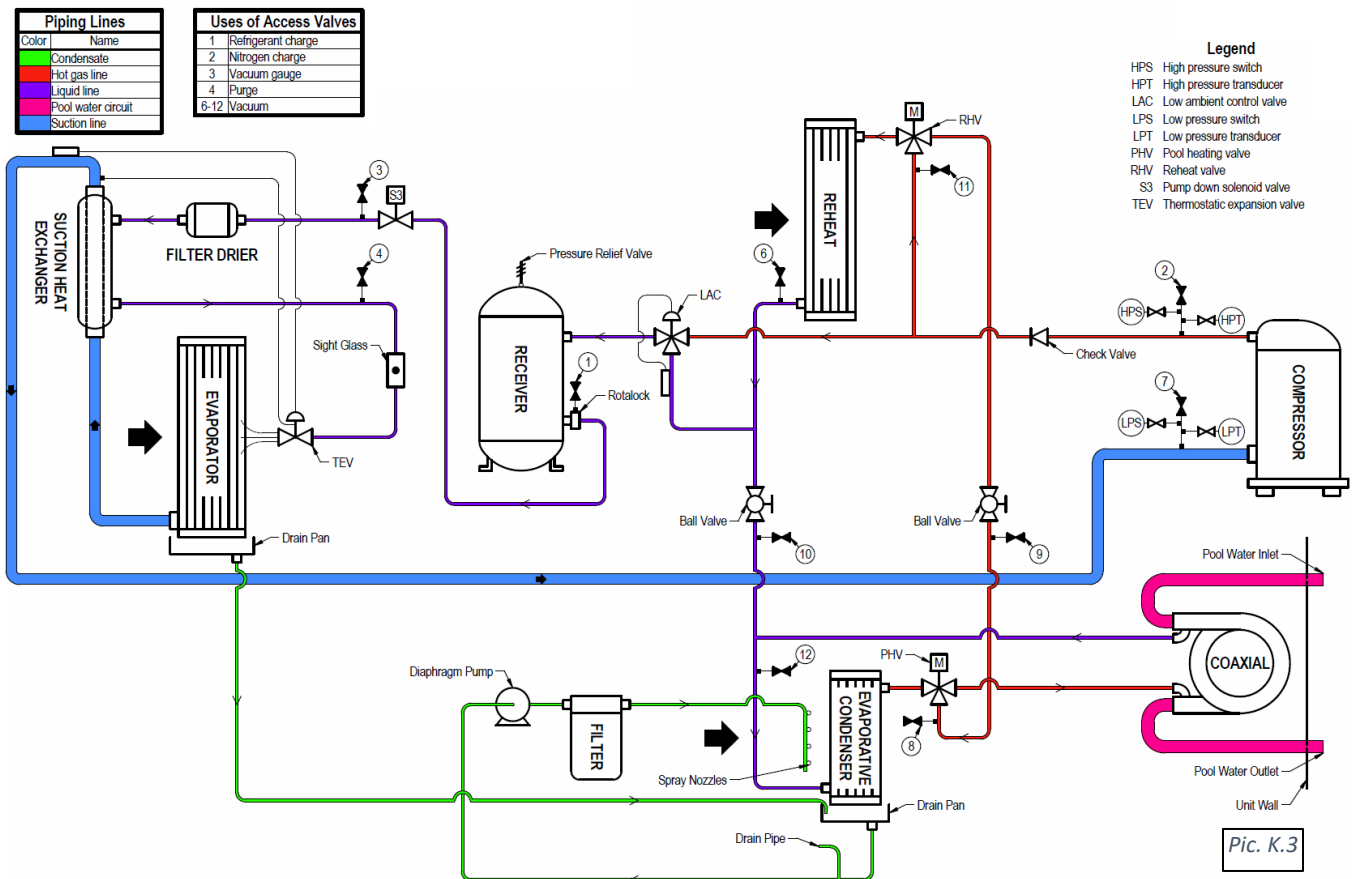 Piping Lines
Color Name
Condensate
Hot gas line
Liquid line
Pool water circuit
Suction line
Uses of Access Valves
1 Refrigerant charge
2 Nitrogen charge
3 Vacuum gauge
4 Purge
6-12 Vacuum
Legend
HPS High pressure switch
HPT High pressure transducer
LAC Low ambient control valve
LPS Low pressure switch
LPT Low pressure transducer
PHV Pool heating valve
RHV Reheat valve
S3 Pump down solenoid valve
TEV Thermostatic expansion valve
M
RHV
3
S3
11
SUCTION HEAT
EXCHANGER
FILTER DRIER
4
REHEAT
6
Pressure Relief Valve
2
HPS
HPT
LAC
Sight Glass
RECEIVER
1
Rotalock
Check Valve
COMPRESSOR
7
LPS
LPT
EVAPORATOR
TEV
Ball Valve
Ball Valve
Drain Pan
10
9
Pool Water Inlet
COAXIAL
12
PHV
M
Diaphragm Pump
FILTER
EVAPORATIVE
CONDENSER
8
Spray Nozzles
Pool Water Outlet
Unit Wall
Drain Pan
Drain Pipe
Pic. K.3